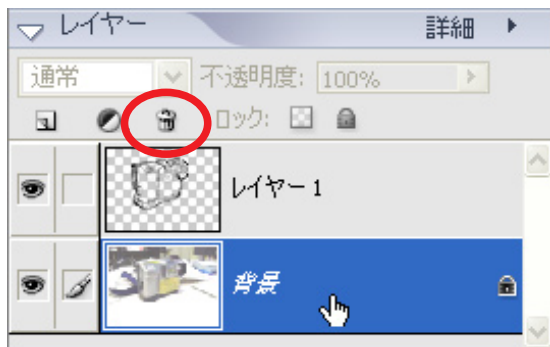 レイヤー 詳細
通常 不透明度: 100%
ロック:
レイヤー 1
背景